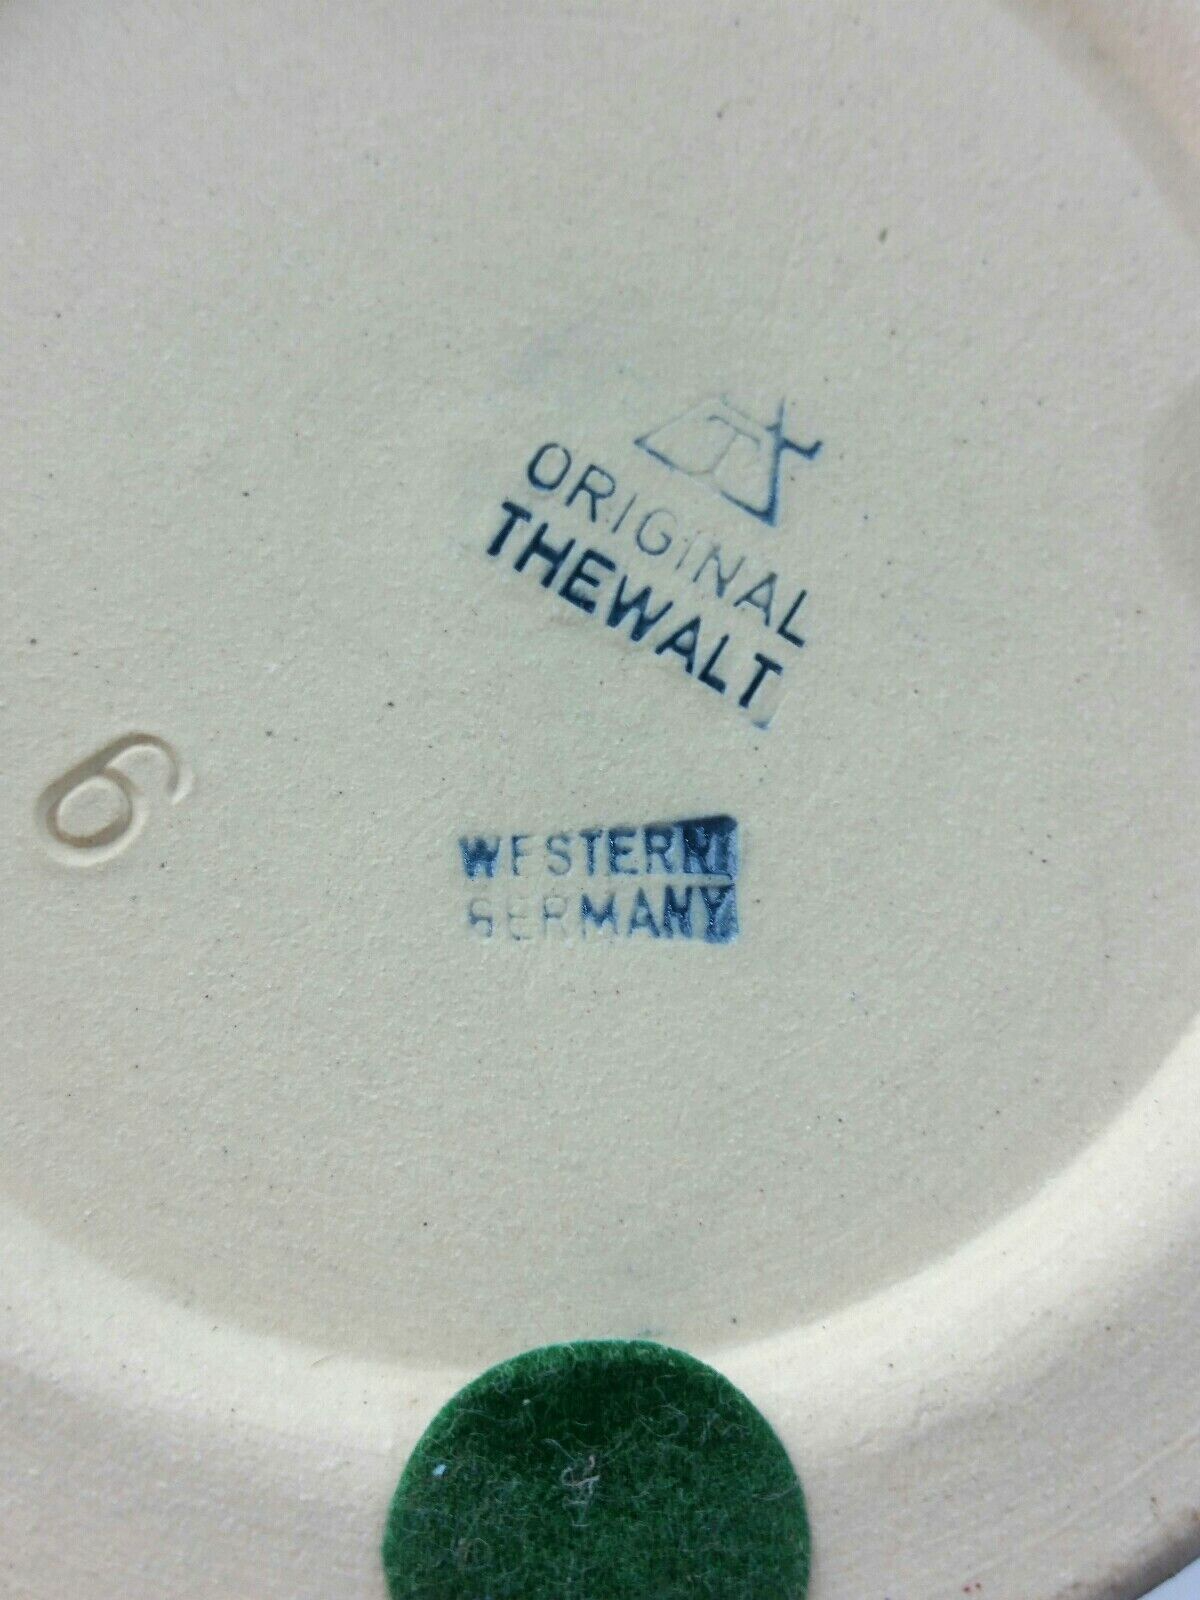 T
ORIGINAL
THEWALT
6
WESTERN
GERMANY